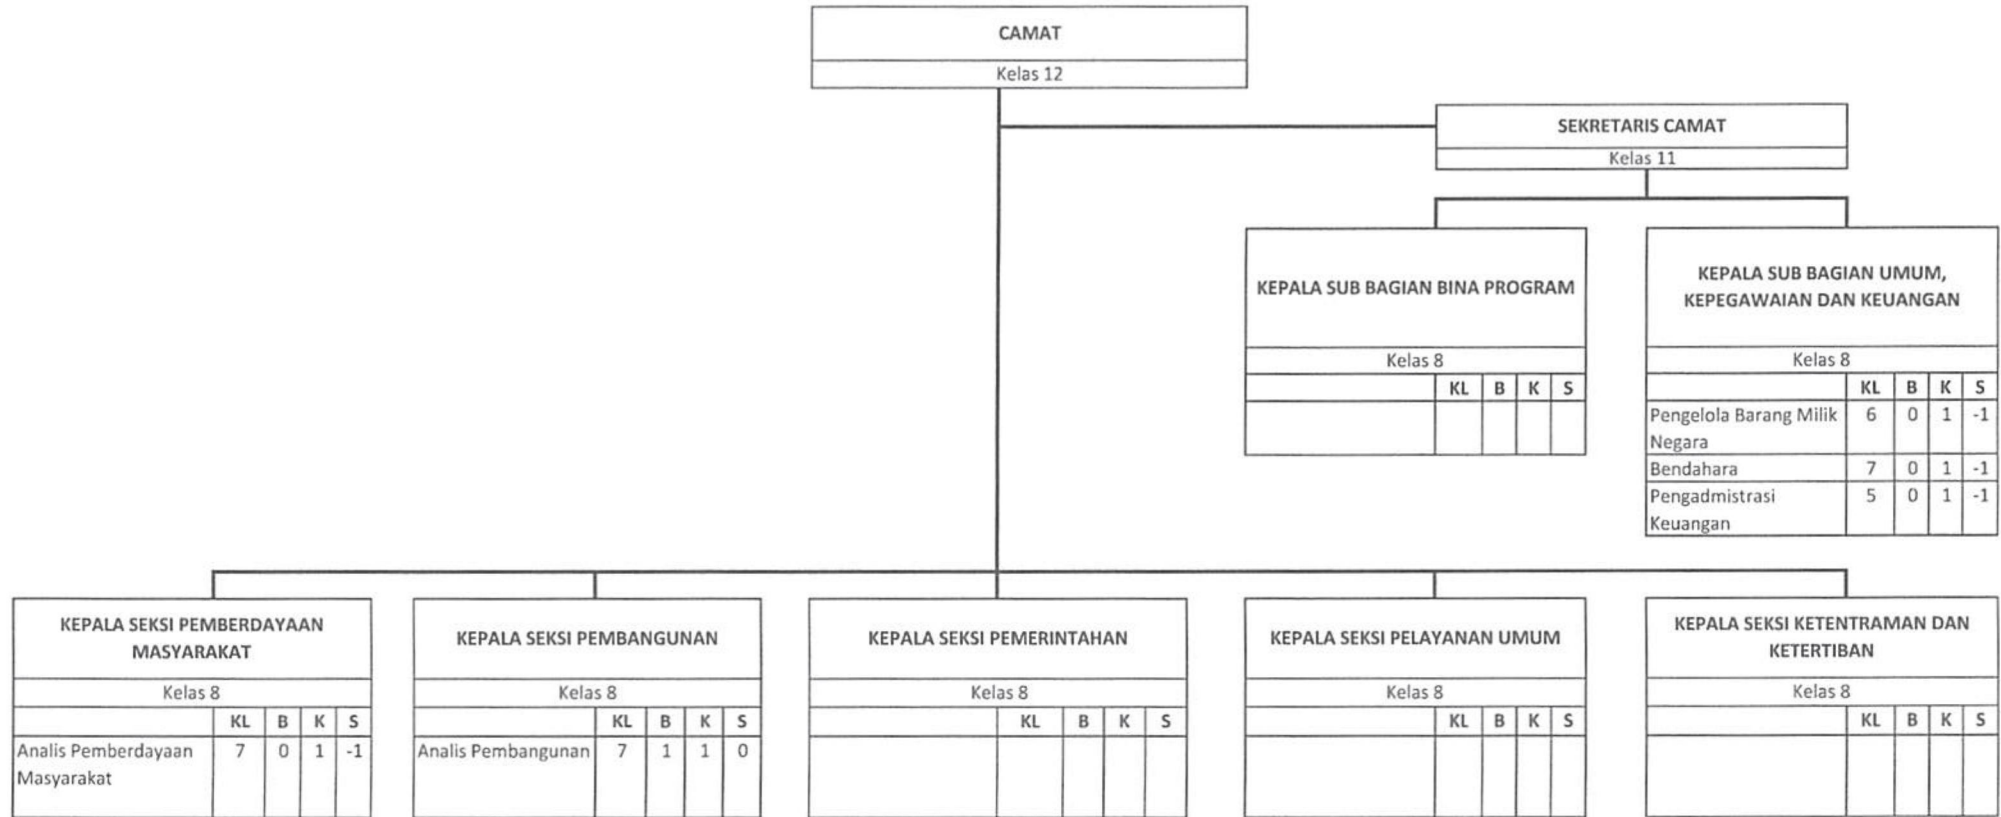 CAMAT
Kelas 12
SEKRETARIS CAMAT
Kelas 11
KEPALA SUB BAGIAN BINA PROGRAM
Kelas 8
KL B K S
KEPALA SUB BAGIAN UMUM,
KEPEGAWAIAN DAN KEUANGAN
Kelas 8
KL B K S
Pengelola Barang Milik 6 0 1 -1
Negara
Bendahara 7 0 1 -1
Pengadmistrasi 5 0 1 -1
Keuangan
KEPALA SEKSI PEMBERDAYAAN
MASYARAKAT
Kelas 8
KL B K S
Analis Pemberdayaan 7 0 1 -1
Masyarakat
KEPALA SEKSI PEMBANGUNAN
Kelas 8
KL B K S
Analis Pembangunan 7 1 1 0
KEPALA SEKSI PEMERINTAHAN
Kelas 8
KL B K S
KEPALA SEKSI PELAYANAN UMUM
Kelas 8
KL B K S
KEPALA SEKSI KETENTRAMAN DAN
KETERTIBAN
Kelas 8
KL B K S